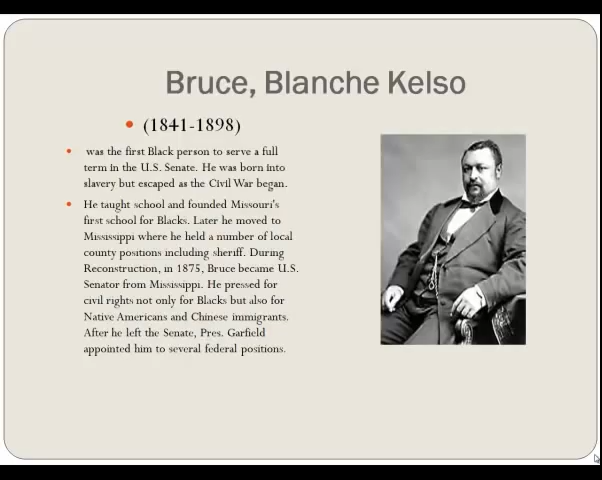 Bruce, Blanche Kelso
• (1841-1898)
• was the first Black person to serve a full
term in the U.S. Senate. He was born into
slavery but escaped as the Civil War began.
• He taught school and founded Missouri's
first school for Blacks. Later he moved to
Mississippi where he held a number of local
county positions including sheriff. During
Reconstruction, in 1875, Bruce became U.S.
Senator from Mississippi. He pressed for
civil rights not only for Blacks but also for
Native Americans and Chinese immigrants.
After he left the Senate, Pres. Garfield
appointed him to several federal positions.